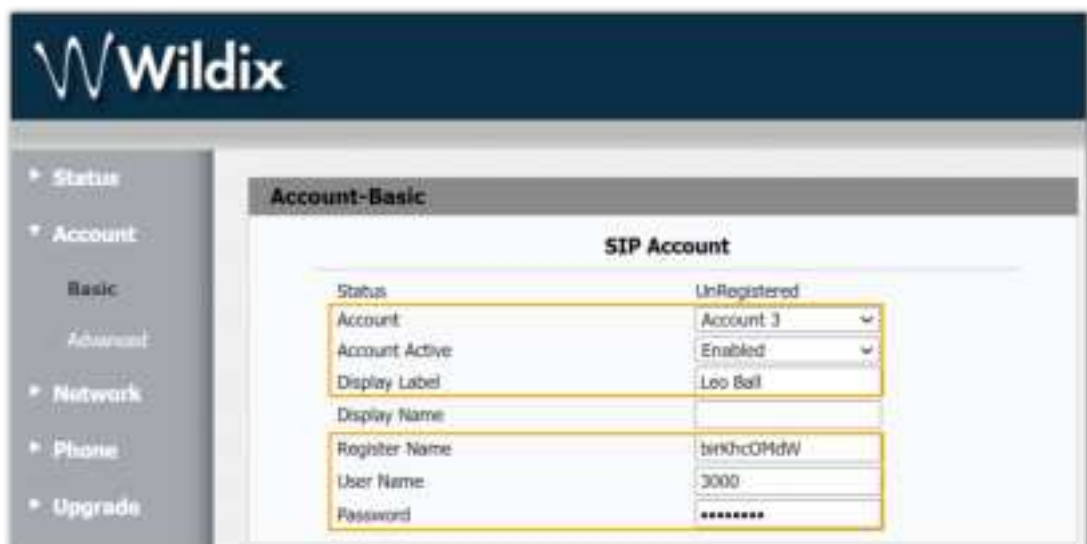 Wildix
Status
Account
Basic
Advanced
Network
Phone
Upgrade
Account-Basic
SIP Account
Status UnRegistered
Account Account 3
Account Active Enabled
Display Label Leo Ball
Display Name
Register Name birKhcOMdW
User Name 3000
Password ••••••••